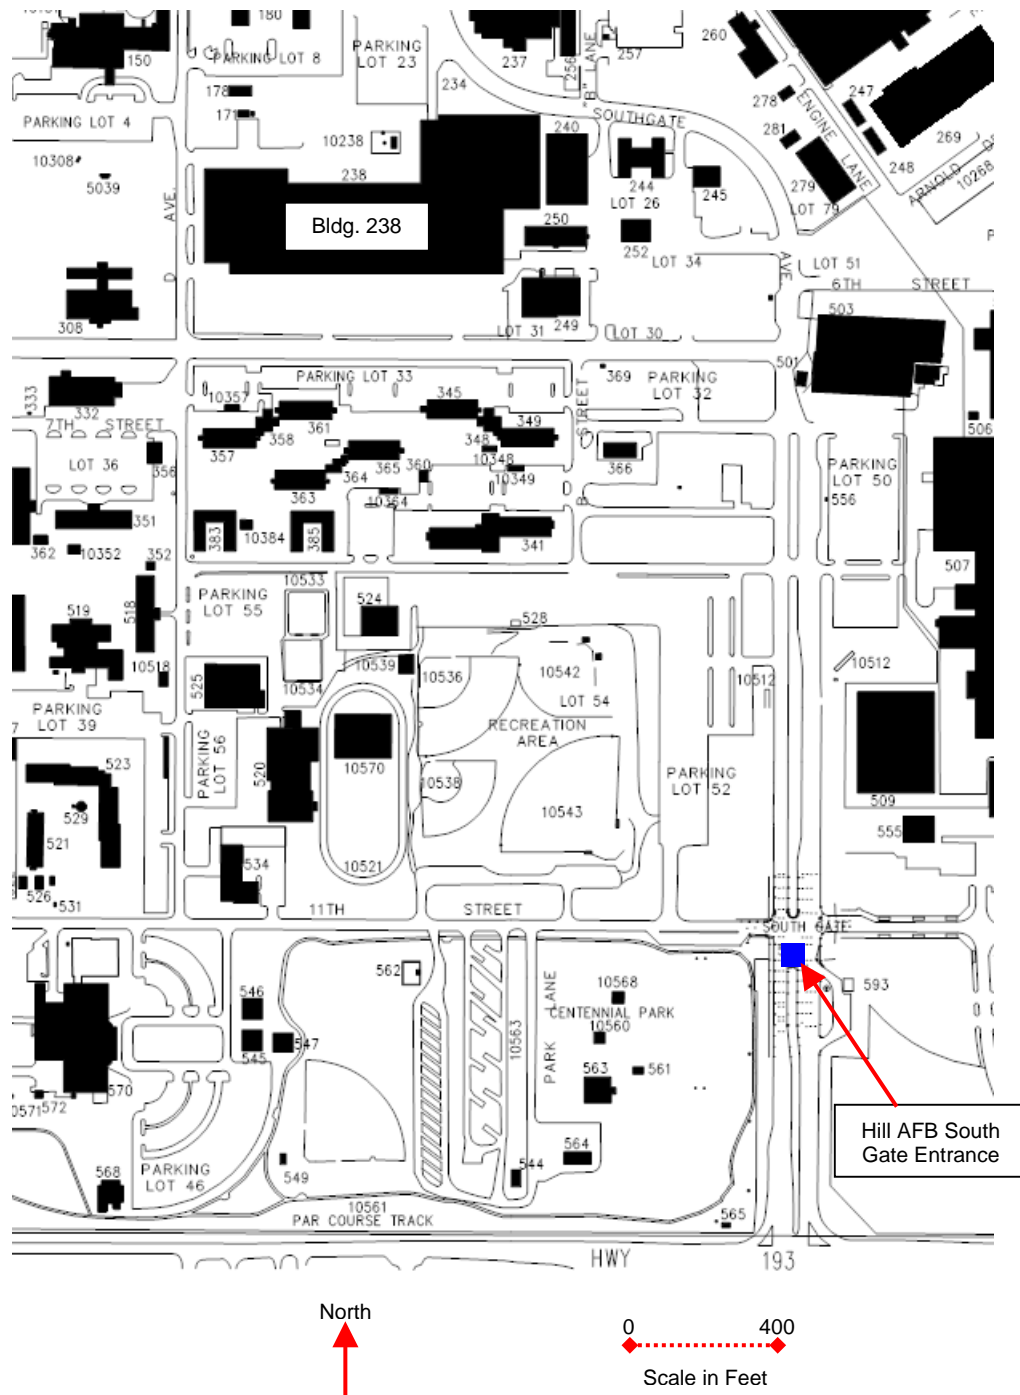 150
180
PARKING LOT 8
PARKING
LOT 23
234
237
256
"B" LANE
257
260
278
281
ENGINE LANE
247
248
269
ARNOLD
10268
178
171
PARKING LOT 4
10308
5039
D AVE.
10238
238
Bldg. 238
240
SOUTHGATE
244
LOT 26
245
279
LOT 79
250
252
LOT 34
AVE.
LOT 51
6TH STREET
308
LOT 31
249
LOT 30
503
501
333
332
7TH STREET
LOT 36
356
PARKING LOT 33
10357
361
358
357
345
349
348
10348
10349
365
364
360
363
10364
B STREET
369
PARKING
LOT 32
366
506
PARKING
LOT 50
556
351
362
10352
352
383
10384
385
341
507
519
518
10518
PARKING
LOT 55
10533
524
10534
10539
528
10536
10542
LOT 54
10512
10512
525
PARKING
LOT 39
PARKING
LOT 56
520
10570
RECREATION
AREA
10538
10543
PARKING
LOT 52
509
555
523
529
521
526
531
534
10521
11TH STREET
SOUTH GATE
562
593
546
545
547
10563
PARK LANE
10568
CENTENNIAL PARK
10560
563
561
564
544
570
572
10571
568
PARKING
LOT 46
549
10561
PAR COURSE TRACK
565
Hill AFB South
Gate Entrance
HWY 193
North
0 400
Scale in Feet